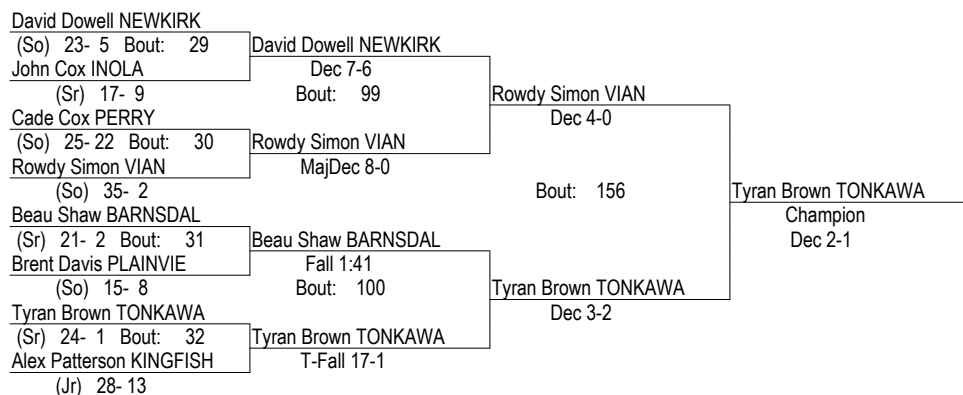 David Dowell NEWKIRK
(So) 23- 5 Bout: 29
David Dowell NEWKIRK
John Cox INOLA
Dec 7-6
(Sr) 17- 9
Bout: 99
Rowdy Simon VIAN
Cade Cox PERRY
Dec 4-0
(So) 25- 22 Bout: 30
Rowdy Simon VIAN
Rowdy Simon VIAN
MajDec 8-0
(So) 35- 2
Bout: 156
Tyran Brown TONKAWA
Beau Shaw BARNSDAL
Champion
(Sr) 21- 2 Bout: 31
Beau Shaw BARNSDAL
Dec 2-1
Brent Davis PLAINVIE
Fall 1:41
(So) 15- 8
Bout: 100
Tyran Brown TONKAWA
Tyran Brown TONKAWA
Dec 3-2
(Sr) 24- 1 Bout: 32
Tyran Brown TONKAWA
Alex Patterson KINGFISH
T-Fall 17-1
(Jr) 28- 13